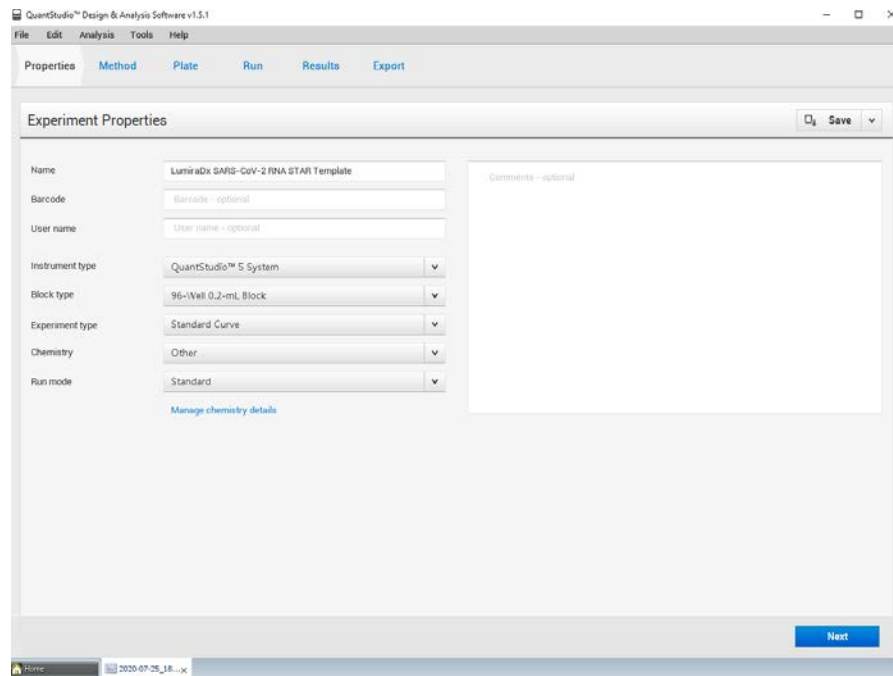 QuantStudio™ Design & Analysis Software v1.5.1
File Edit Analysis Tools Help
Properties Method Plate Run Results Export
Experiment Properties
Save
Name LumiraDx SARS-CoV-2 RNA STAR Template
Barcode Barcode - optional
User name User name - optional
Instrument type QuantStudio™ 5 System
Block type 96-Well 0.2-mL Block
Experiment type Standard Curve
Chemistry Other
Run mode Standard
Manage chemistry details
Comments - optional
Next
Home 2020-07-25_18...